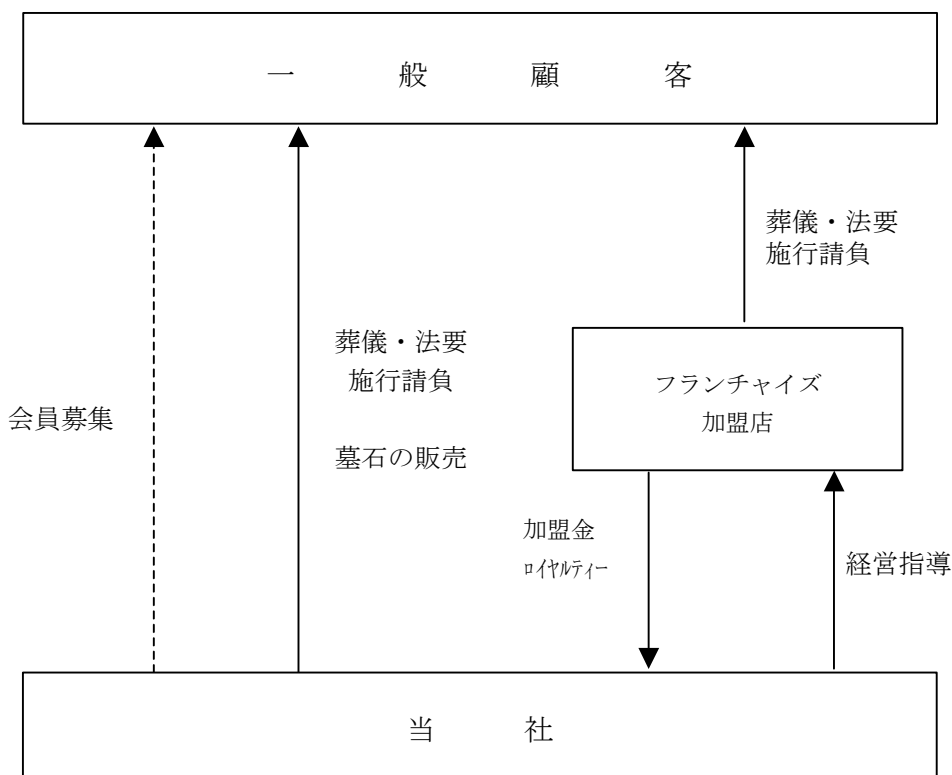 一般顧客
葬儀・法要
施行請負
葬儀・法要
施行請負
墓石の販売
会員募集
フランチャイズ
加盟店
加盟金
ﾛｲﾔﾙﾃｨｰ
経営指導
当社